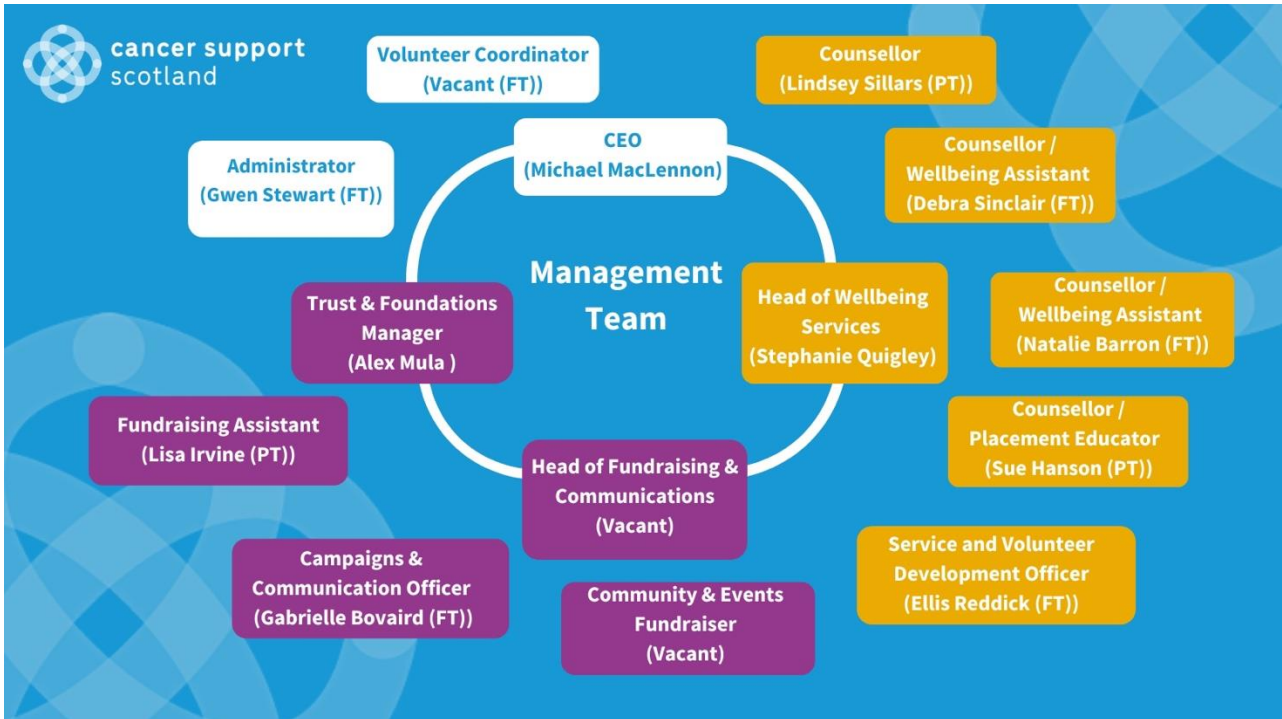 cancer support
scotland
Volunteer Coordinator
(Vacant (FT))
Counsellor
(Lindsey Sillars (PT))
CEO
(Michael MacLennon)
Counsellor /
Wellbeing Assistant
(Debra Sinclair (FT))
Administrator
(Gwen Stewart (FT))
Management
Team
Trust & Foundations
Manager
(Alex Mula )
Head of Wellbeing
Services
(Stephanie Quigley)
Counsellor /
Wellbeing Assistant
(Natalie Barron (FT))
Fundraising Assistant
(Lisa Irvine (PT))
Counsellor /
Placement Educator
(Sue Hanson (PT))
Head of Fundraising &
Communications
(Vacant)
Campaigns &
Communication Officer
(Gabrielle Bovaird (FT))
Service and Volunteer
Development Officer
(Ellis Reddick (FT))
Community & Events
Fundraiser
(Vacant)